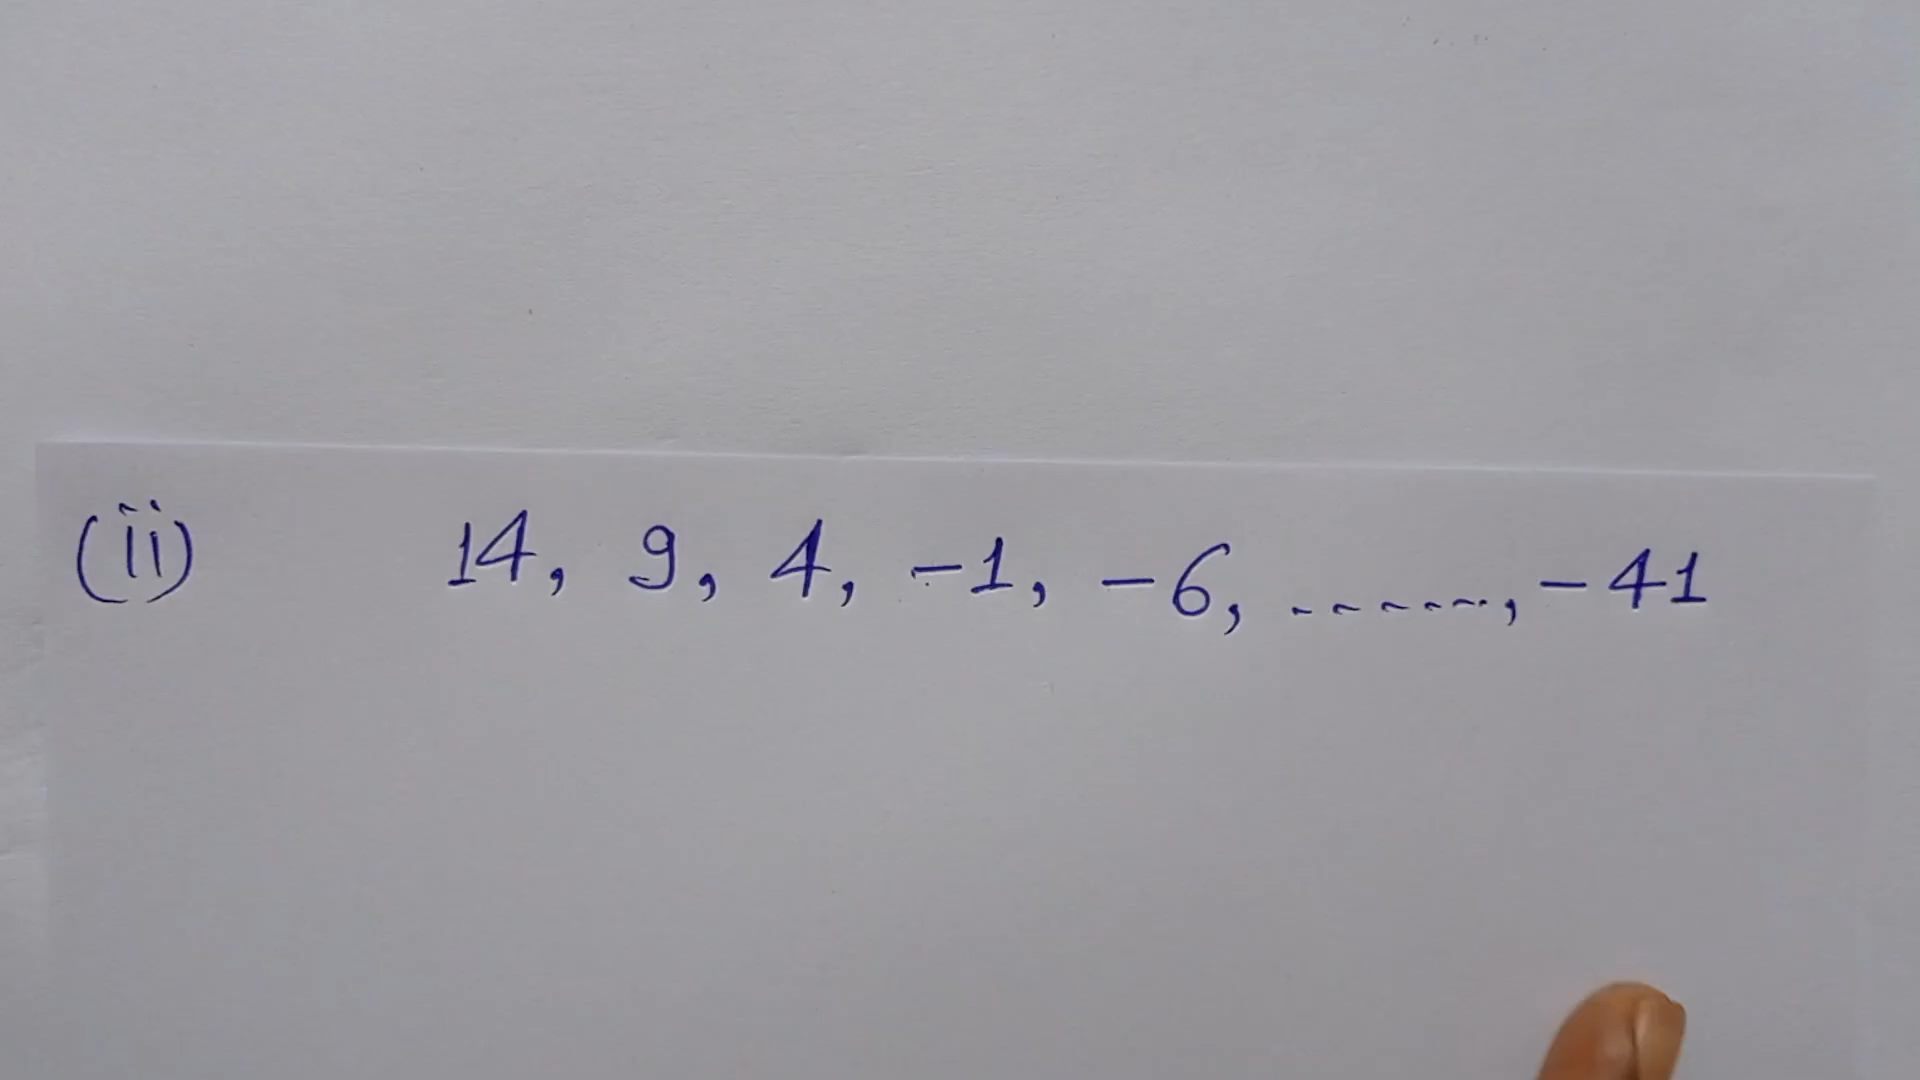 (ii) 14, 9, 4, -1, -6, ......., -41